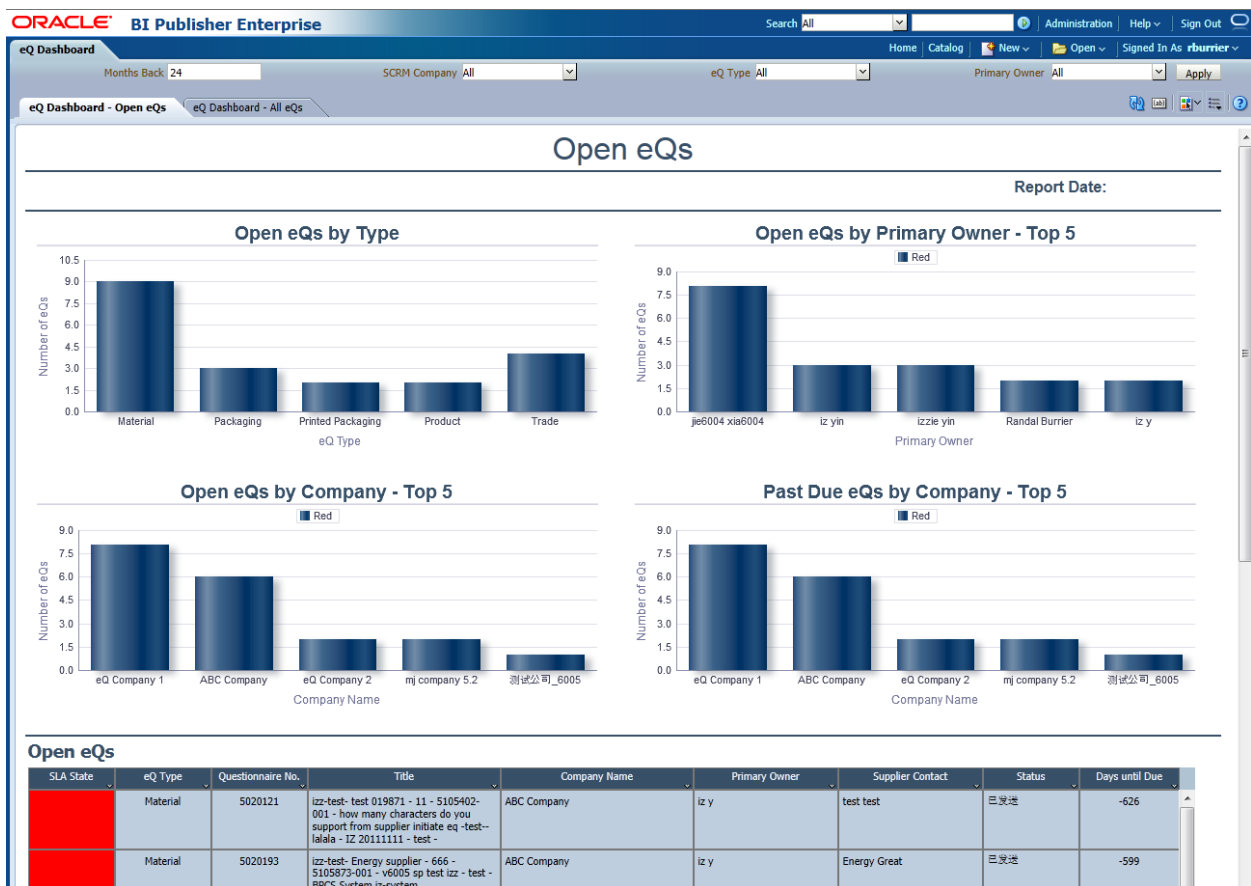 ORACLE BI Publisher Enterprise Search All Administration Help Sign Out
eQ Dashboard Home Catalog New Open Signed In As rburrier
Months Back 24 SCRM Company All eQ Type All Primary Owner All Apply
eQ Dashboard - Open eQs eQ Dashboard - All eQs
Open eQs
Report Date:
Open eQs by Type
10.5
9.0
7.5
6.0
4.5
3.0
1.5
0.0
Number of eQs
Material Packaging Printed Packaging Product Trade
eQ Type
Open eQs by Primary Owner - Top 5
Red
9.0
7.5
6.0
4.5
3.0
1.5
0.0
Number of eQs
jie6004 xia6004 iz yin izzie yin Randal Burrier iz y
Primary Owner
Open eQs by Company - Top 5
Red
9.0
7.5
6.0
4.5
3.0
1.5
0.0
Number of eQs
eQ Company 1 ABC Company eQ Company 2 mj company 5.2 测试公司_6005
Company Name
Past Due eQs by Company - Top 5
Red
9.0
7.5
6.0
4.5
3.0
1.5
0.0
Number of eQs
eQ Company 1 ABC Company eQ Company 2 mj company 5.2 测试公司_6005
Company Name
Open eQs
SLA State eQ Type Questionnaire No. Title Company Name Primary Owner Supplier Contact Status Days until Due
Material 5020121 izz-test- test 019871 - 11 - 5105402- ABC Company iz y test test 已发送 -626
001 - how many characters do you
support from supplier initiate eq -test--
lalala - IZ 20111111 - test -
Material 5020193 izz-test- Energy supplier - 666 - ABC Company iz y Energy Great 已发送 -599
5105873-001 - v6005 sp test izz - test -
BPCS System iz-system